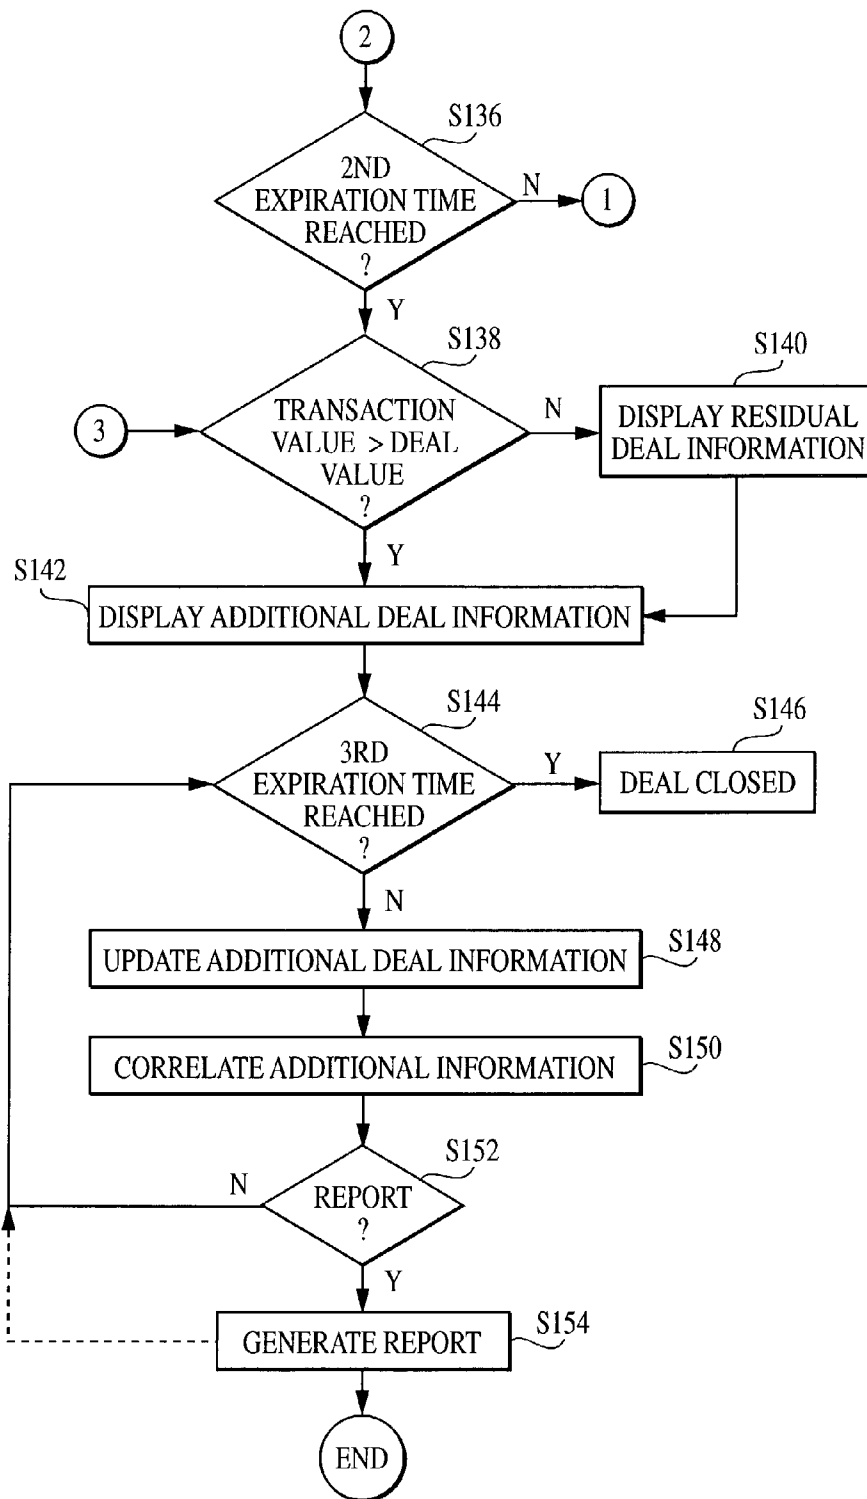 2
S136
2ND
EXPIRATION TIME
REACHED
?
N
1
Y
S138
3
TRANSACTION
VALUE > DEAL
VALUE
?
N
S140
DISPLAY RESIDUAL
DEAL INFORMATION
Y
S142
DISPLAY ADDITIONAL DEAL INFORMATION
S144
3RD
EXPIRATION TIME
REACHED
?
Y
S146
DEAL CLOSED
N
UPDATE ADDITIONAL DEAL INFORMATION
S148
CORRELATE ADDITIONAL INFORMATION
S150
S152
REPORT
?
N
Y
GENERATE REPORT
S154
END